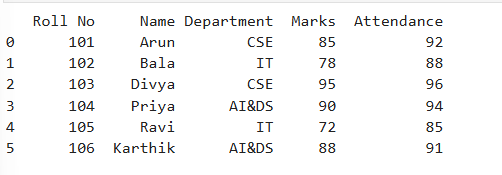 Roll No Name Department Marks Attendance
0 101 Arun CSE 85 92
1 102 Bala IT 78 88
2 103 Divya CSE 95 96
3 104 Priya AI&DS 90 94
4 105 Ravi IT 72 85
5 106 Karthik AI&DS 88 91